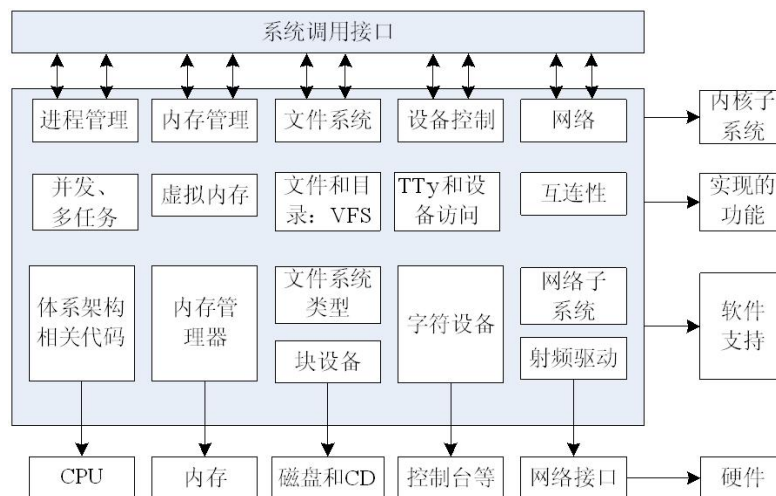 系统调用接口
进程管理
内存管理
文件系统
设备控制
网络
内核子
系统
并发、
多任务
虚拟内存
文件和目
录：VFS
TTy和设
备访问
互连性
实现的
功能
体系架构
相关代码
内存管
理器
文件系统
类型
块设备
字符设备
网络子
系统
射频驱动
软件
支持
CPU
内存
磁盘和CD
控制台等
网络接口
硬件